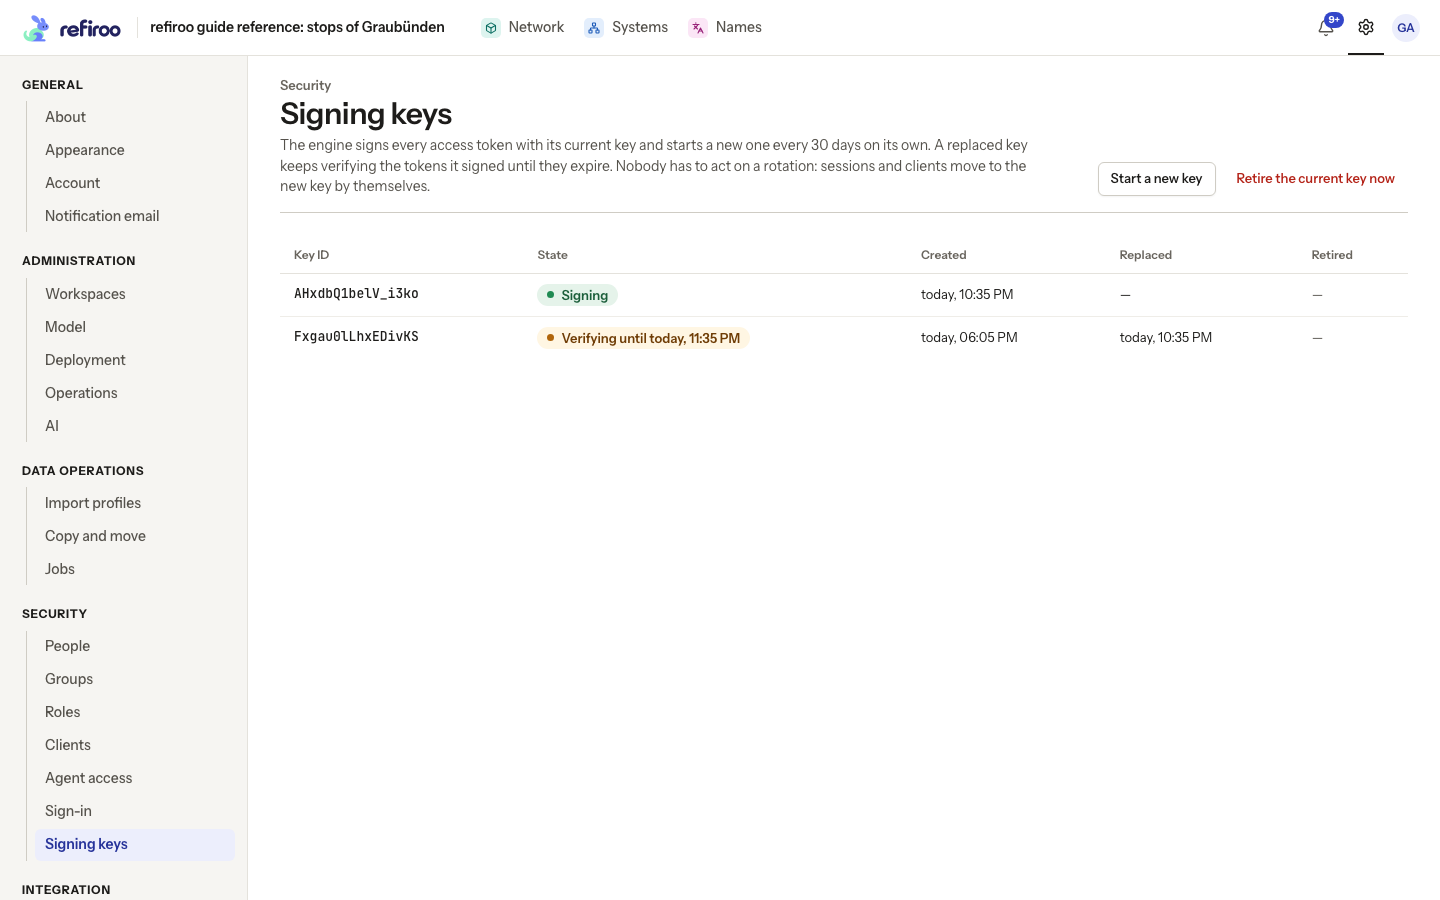 refiroo
refiroo guide reference: stops of Graubünden
Network
Systems
Names
9+
GA
GENERAL
About
Appearance
Account
Notification email
ADMINISTRATION
Workspaces
Model
Deployment
Operations
AI
DATA OPERATIONS
Import profiles
Copy and move
Jobs
SECURITY
People
Groups
Roles
Clients
Agent access
Sign-in
Signing keys
INTEGRATION
Security
Signing keys
The engine signs every access token with its current key and starts a new one every 30 days on its own. A replaced key
keeps verifying the tokens it signed until they expire. Nobody has to act on a rotation: sessions and clients move to the
new key by themselves.
Start a new key
Retire the current key now
Key ID State Created Replaced Retired
AHxdbQ1belV_i3ko Signing today, 10:35 PM — —
Fxgau0lLhxEDivKS Verifying until today, 11:35 PM today, 06:05 PM today, 10:35 PM —